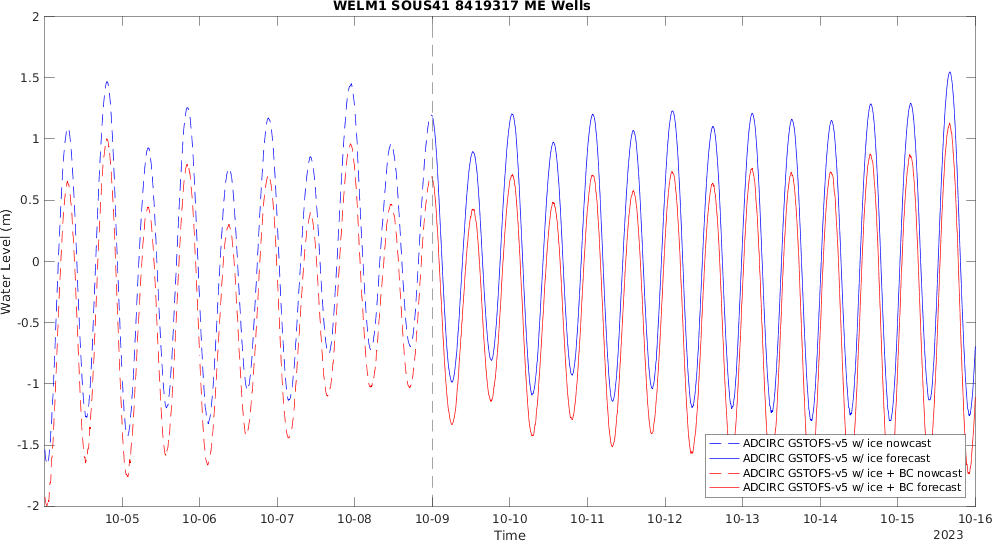 WELM1 SOUS41 8419317 ME Wells
2
1.5
1
0.5
0
-0.5
-1
-1.5
-2
Water Level (m)
10-05 10-06 10-07 10-08 10-09 10-10 10-11 10-12 10-13 10-14 10-15 10-16
Time
2023
ADCIRC GSTOFS-v5 w/ ice nowcast
ADCIRC GSTOFS-v5 w/ ice forecast
ADCIRC GSTOFS-v5 w/ ice + BC nowcast
ADCIRC GSTOFS-v5 w/ ice + BC forecast